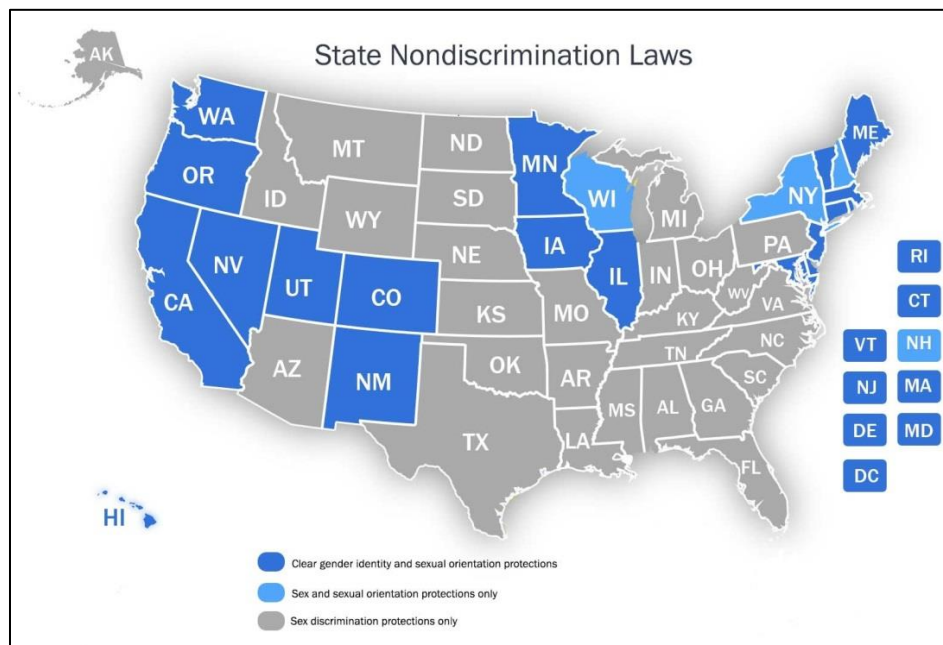 State Nondiscrimination Laws
AK
WA
MT
ND
MN
ME
OR
ID
SD
WI
NY
WY
MI
NE
IA
PA
NV
UT
CO
IL
IN
OH
CA
KS
MO
WV
VA
KY
AZ
NM
OK
AR
TN
NC
SC
MS
AL
GA
TX
LA
FL
HI
RI
CT
VT
NH
NJ
MA
DE
MD
DC
Clear gender identity and sexual orientation protections
Sex and sexual orientation protections only
Sex discrimination protections only